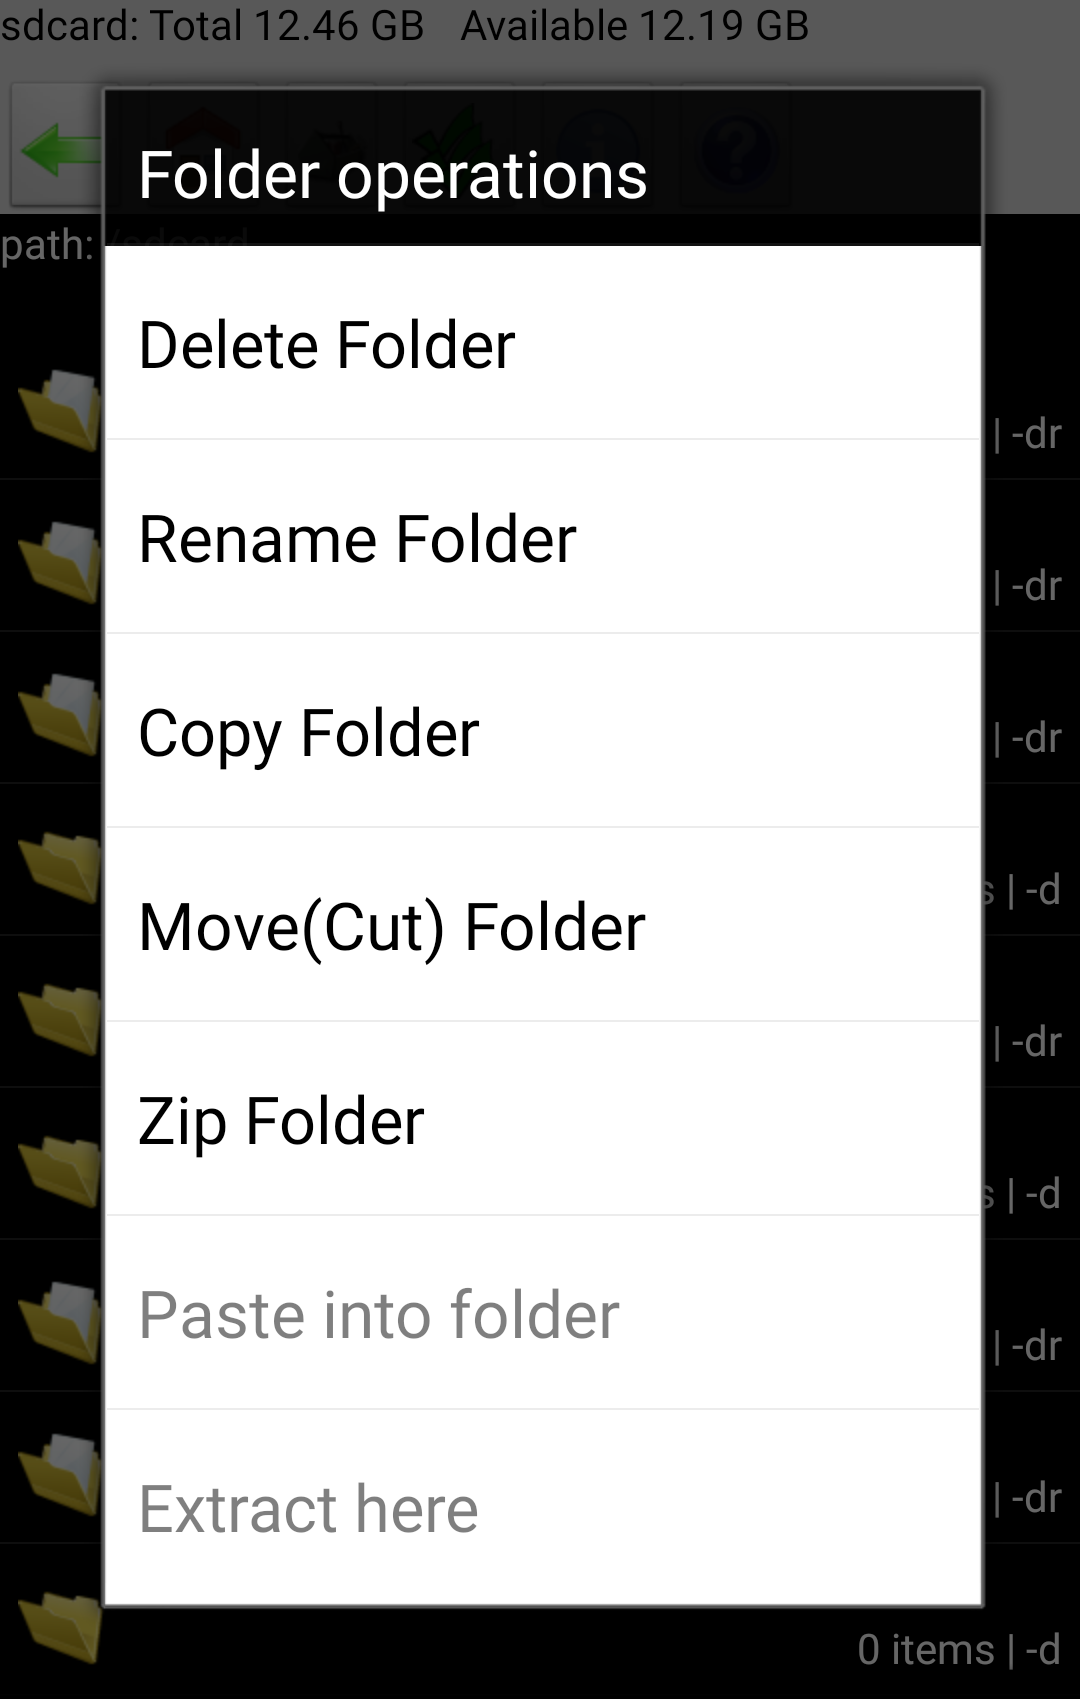 sdcard: Total 12.46 GB   Available 12.19 GB
Folder operations
path: /sdcard
Delete Folder
| -dr
Rename Folder
| -dr
Copy Folder
| -dr
Move(Cut) Folder
s | -d
| -dr
Zip Folder
s | -d
Paste into folder
| -dr
Extract here
| -dr
0 items | -d